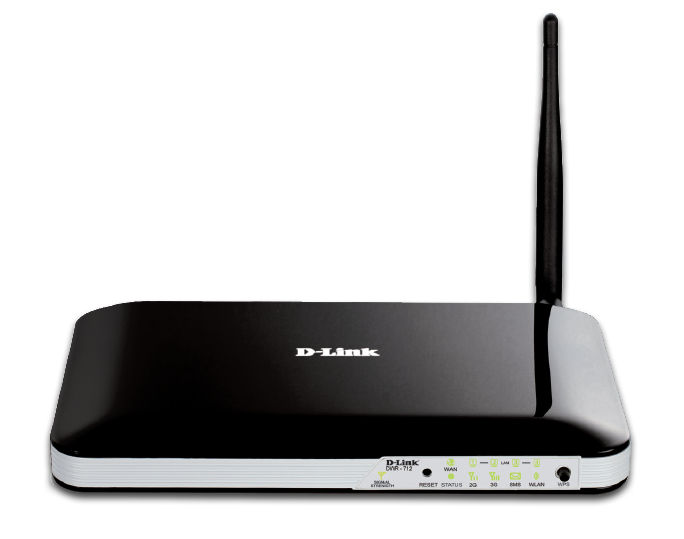 D-Link
D-Link
DWR-712
SIGNAL
STRENGTH
RESET
WAN
STATUS
LAN
2G
3G
SMS
WLAN
WPS